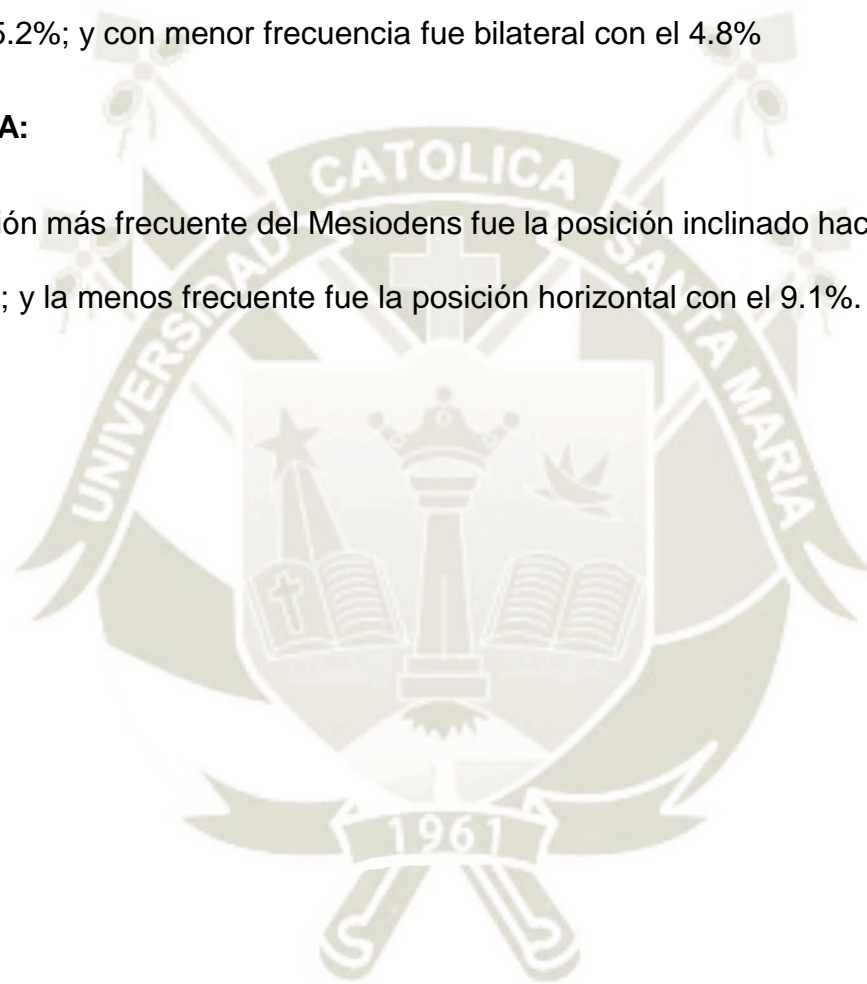 5.2%; y con menor frecuencia fue bilateral con el 4.8%
A:
ión más frecuente del Mesiodens fue la posición inclinado hac
; y la menos frecuente fue la posición horizontal con el 9.1%.
UNIVERSIDAD CATOLICA SANTA MARIA
1961